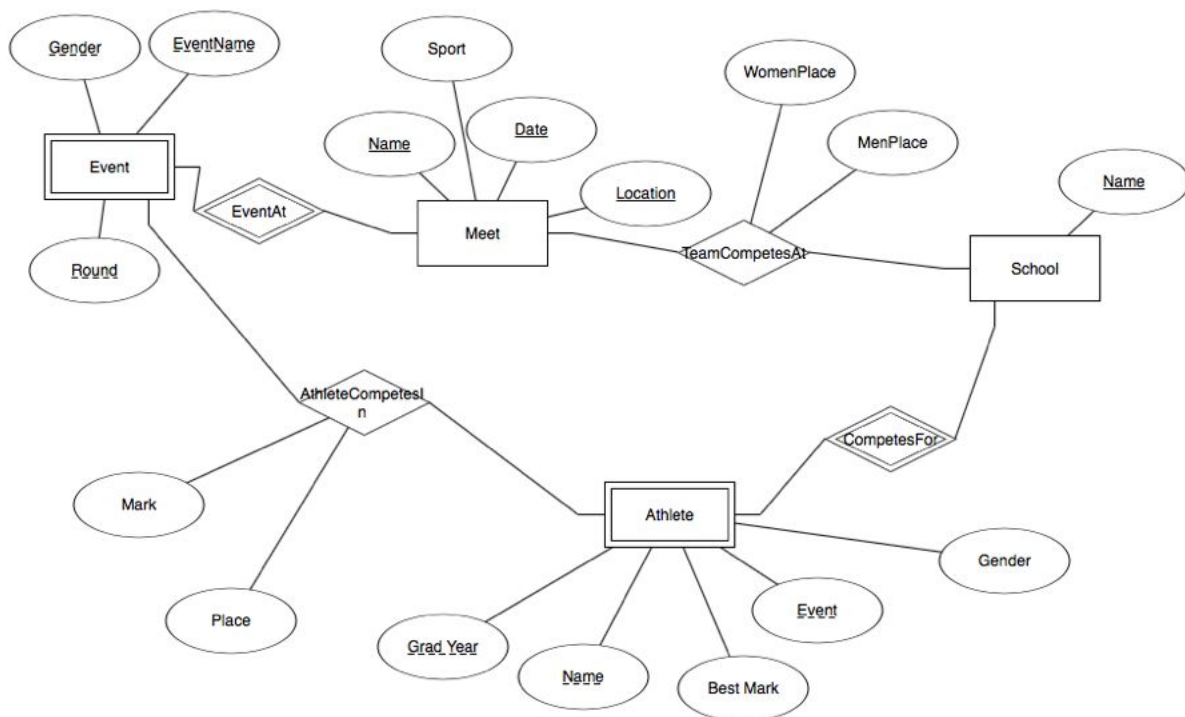 Gender
EventName
Sport
WomenPlace
Name
Date
MenPlace
Event
Name
Location
EventAt
Meet
TeamCompetesAt
School
Round
AthleteCompetesI
n
CompetesFor
Mark
Athlete
Gender
Place
Event
Grad Year
Name
Best Mark